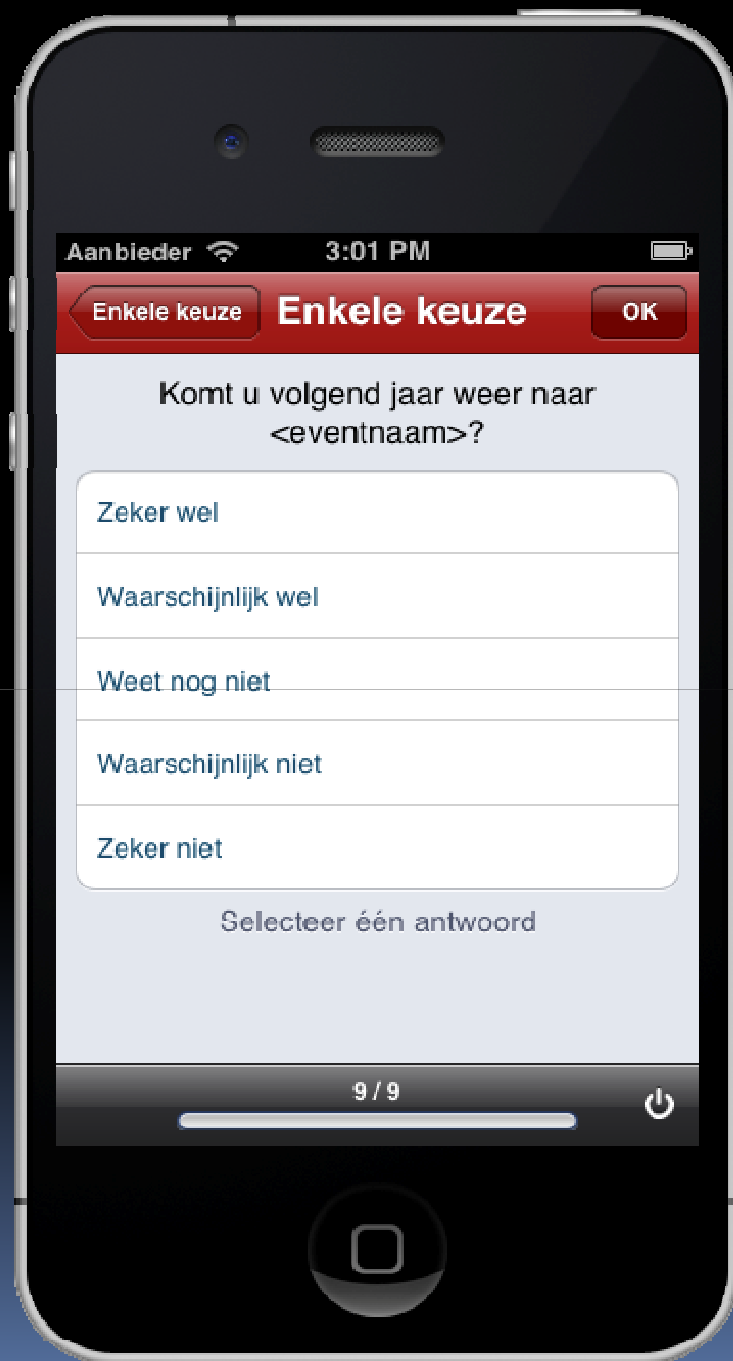 Aanbieder 3:01 PM
Enkele keuze Enkele keuze OK
Komt u volgend jaar weer naar
<eventnaam>?
Zeker wel
Waarschijnlijk wel
Weet nog niet
Waarschijnlijk niet
Zeker niet
Selecteer één antwoord
9 / 9